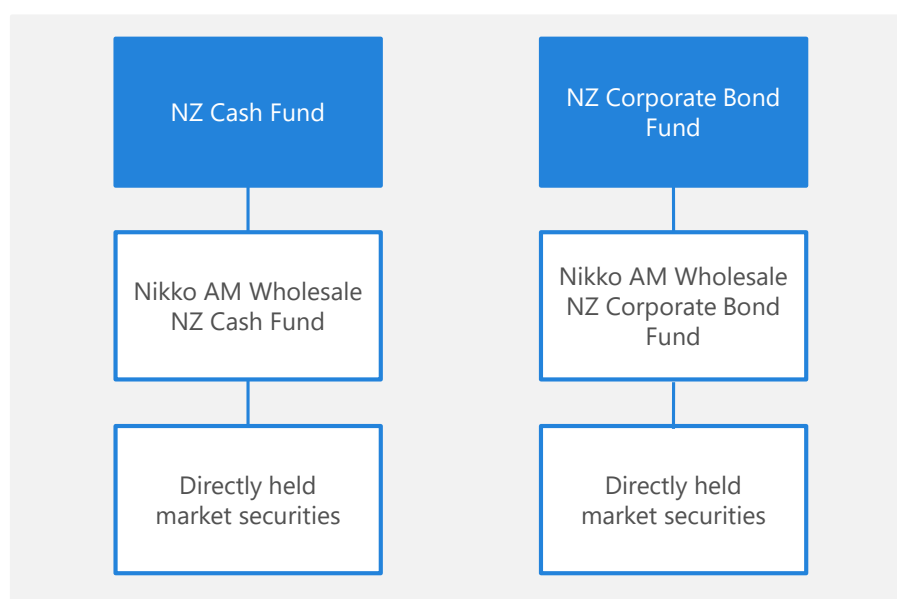 NZ Cash Fund
NZ Corporate Bond
Fund
Nikko AM Wholesale
NZ Cash Fund
Nikko AM Wholesale
NZ Corporate Bond
Fund
Directly held
market securities
Directly held
market securities